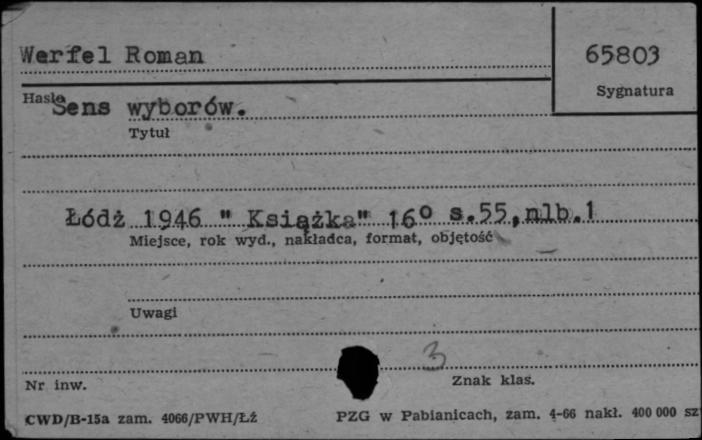 Werfel Roman
65803
Hasło
Sygnatura
Sens wyborów.
Tytuł
Łódź 1946 " Książka" 16º s.55,nlb.1
Miejsce, rok wyd., nakładca, format, objętość
Uwagi
3
Nr inw.
Znak klas.
CWD/B-15a zam. 4066/PWH/Łź
PZG w Pabianicach, zam. 4-66 nakł. 400 000 sz